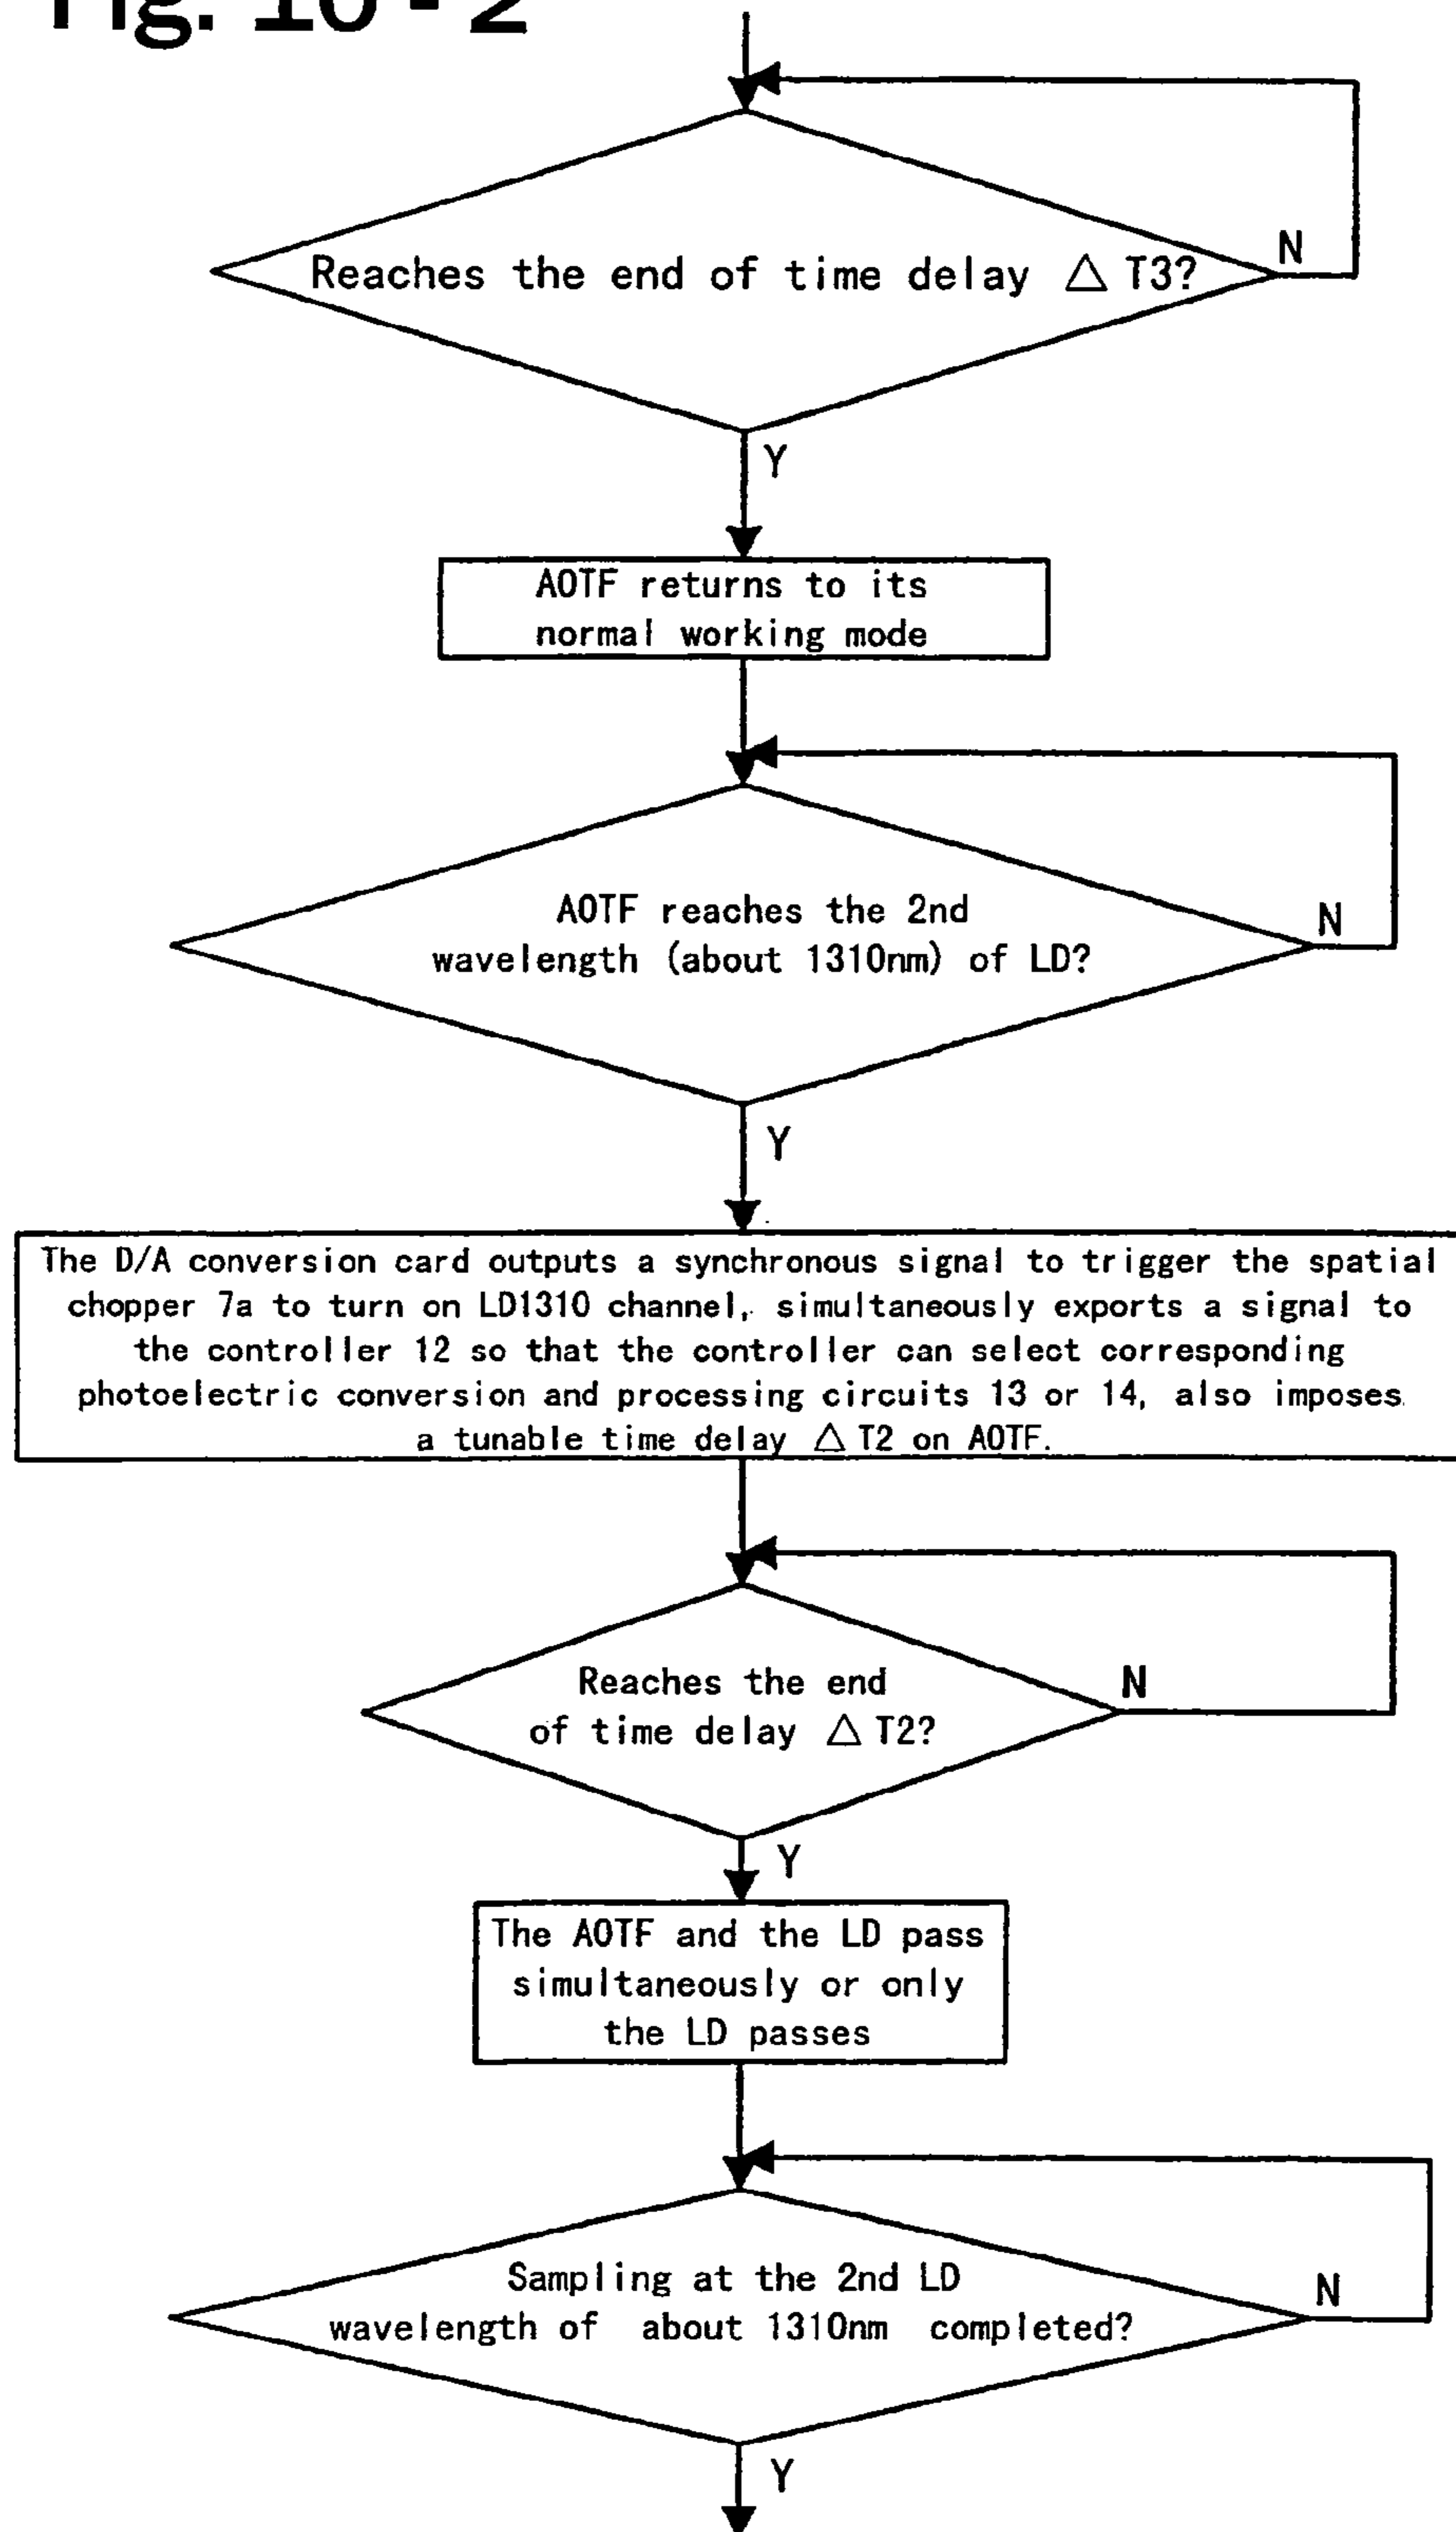 Fig. 10 - 2
Reaches the end of time delay △ T3?
N
Y
AOTF returns to its
normal working mode
AOTF reaches the 2nd
wavelength (about 1310nm) of LD?
N
Y
The D/A conversion card outputs a synchronous signal to trigger the spatial
chopper 7a to turn on LD1310 channel, simultaneously exports a signal to
the controller 12 so that the controller can select corresponding
photoelectric conversion and processing circuits 13 or 14, also imposes
a tunable time delay △ T2 on AOTF.
Reaches the end
of time delay △ T2?
N
Y
The AOTF and the LD pass
simultaneously or only
the LD passes
Sampling at the 2nd LD
wavelength of about 1310nm completed?
N
Y